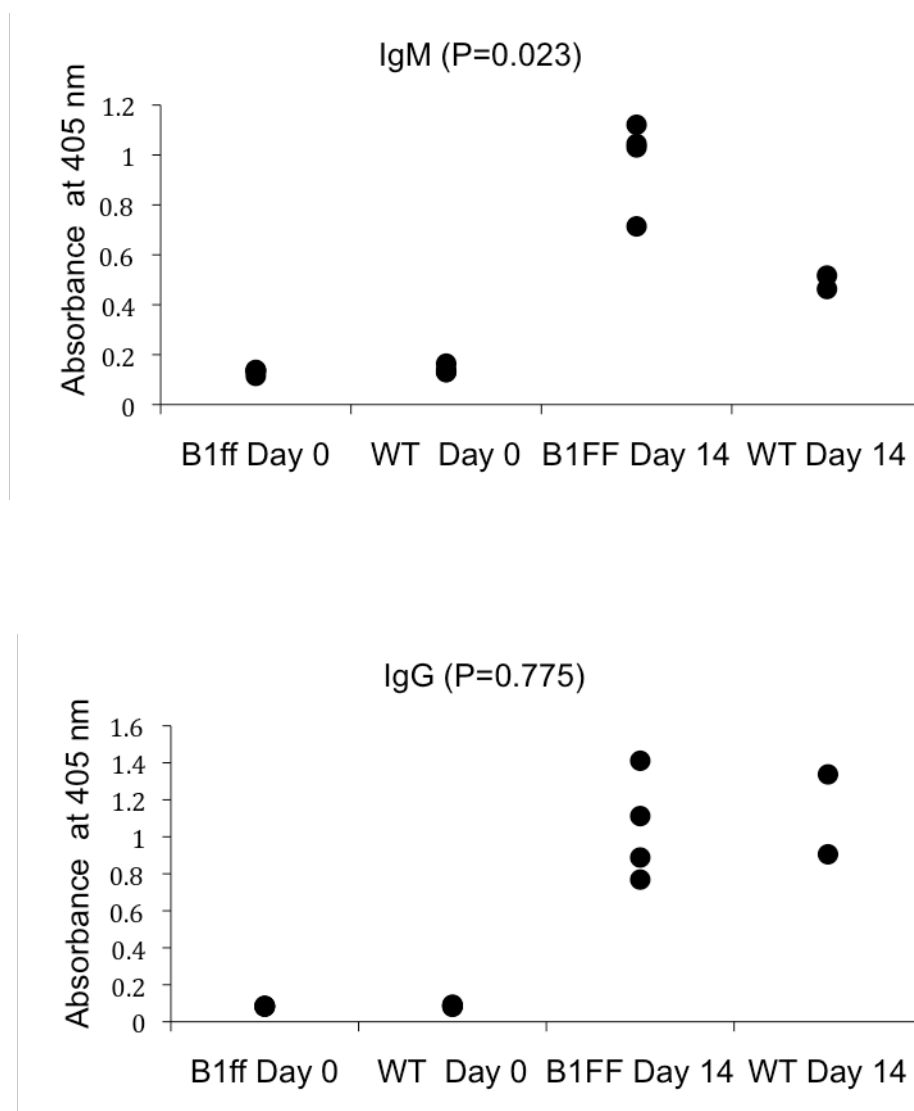 IgM (P=0.023)
Absorbance at 405 nm
1.2
1
0.8
0.6
0.4
0.2
0
B1ff Day 0 WT Day 0 B1FF Day 14 WT Day 14
IgG (P=0.775)
Absorbance at 405 nm
1.6
1.4
1.2
1
0.8
0.6
0.4
0.2
0
B1ff Day 0 WT Day 0 B1FF Day 14 WT Day 14